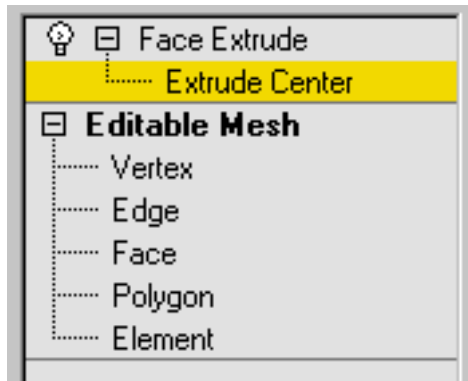 Face Extrude
Extrude Center
Editable Mesh
Vertex
Edge
Face
Polygon
Element